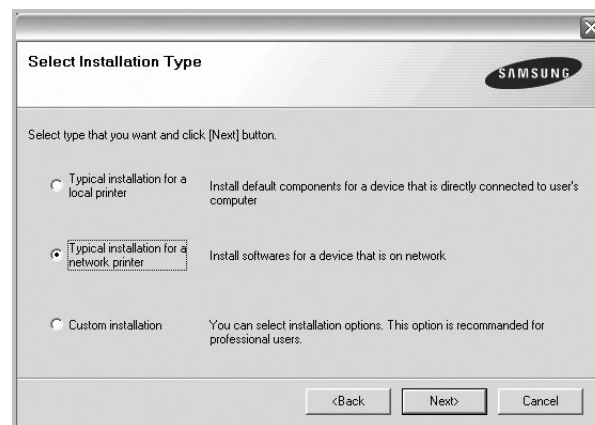 Select Installation Type
SAMSUNG
Select type that you want and click [Next] button.
Typical installation for a
local printer
Install default components for a device that is directly connected to user's
computer
Typical installation for a
network printer
Install softwares for a device that is on network
Custom installation
You can select installation options. This option is recommanded for
professional users.
<Back
Next>
Cancel